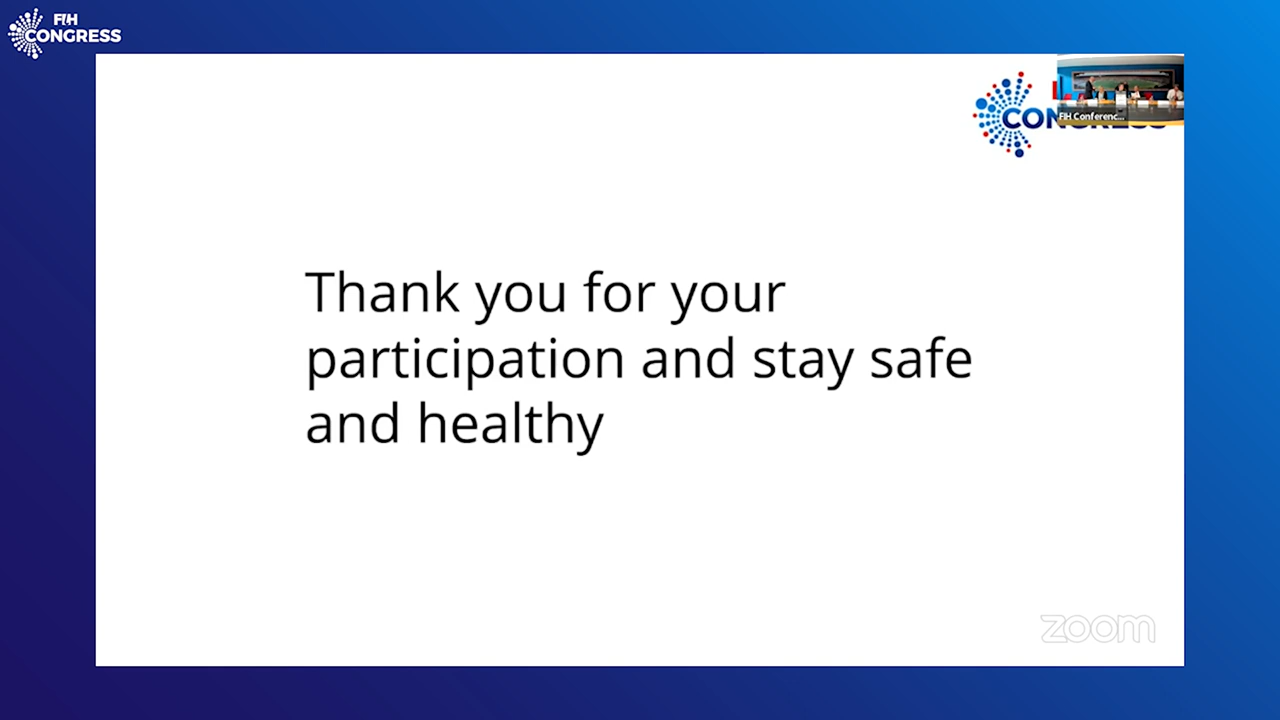 FIH
CONGRESS
CONGRESS
FIH Conferenc...
Thank you for your
participation and stay safe
and healthy
zoom